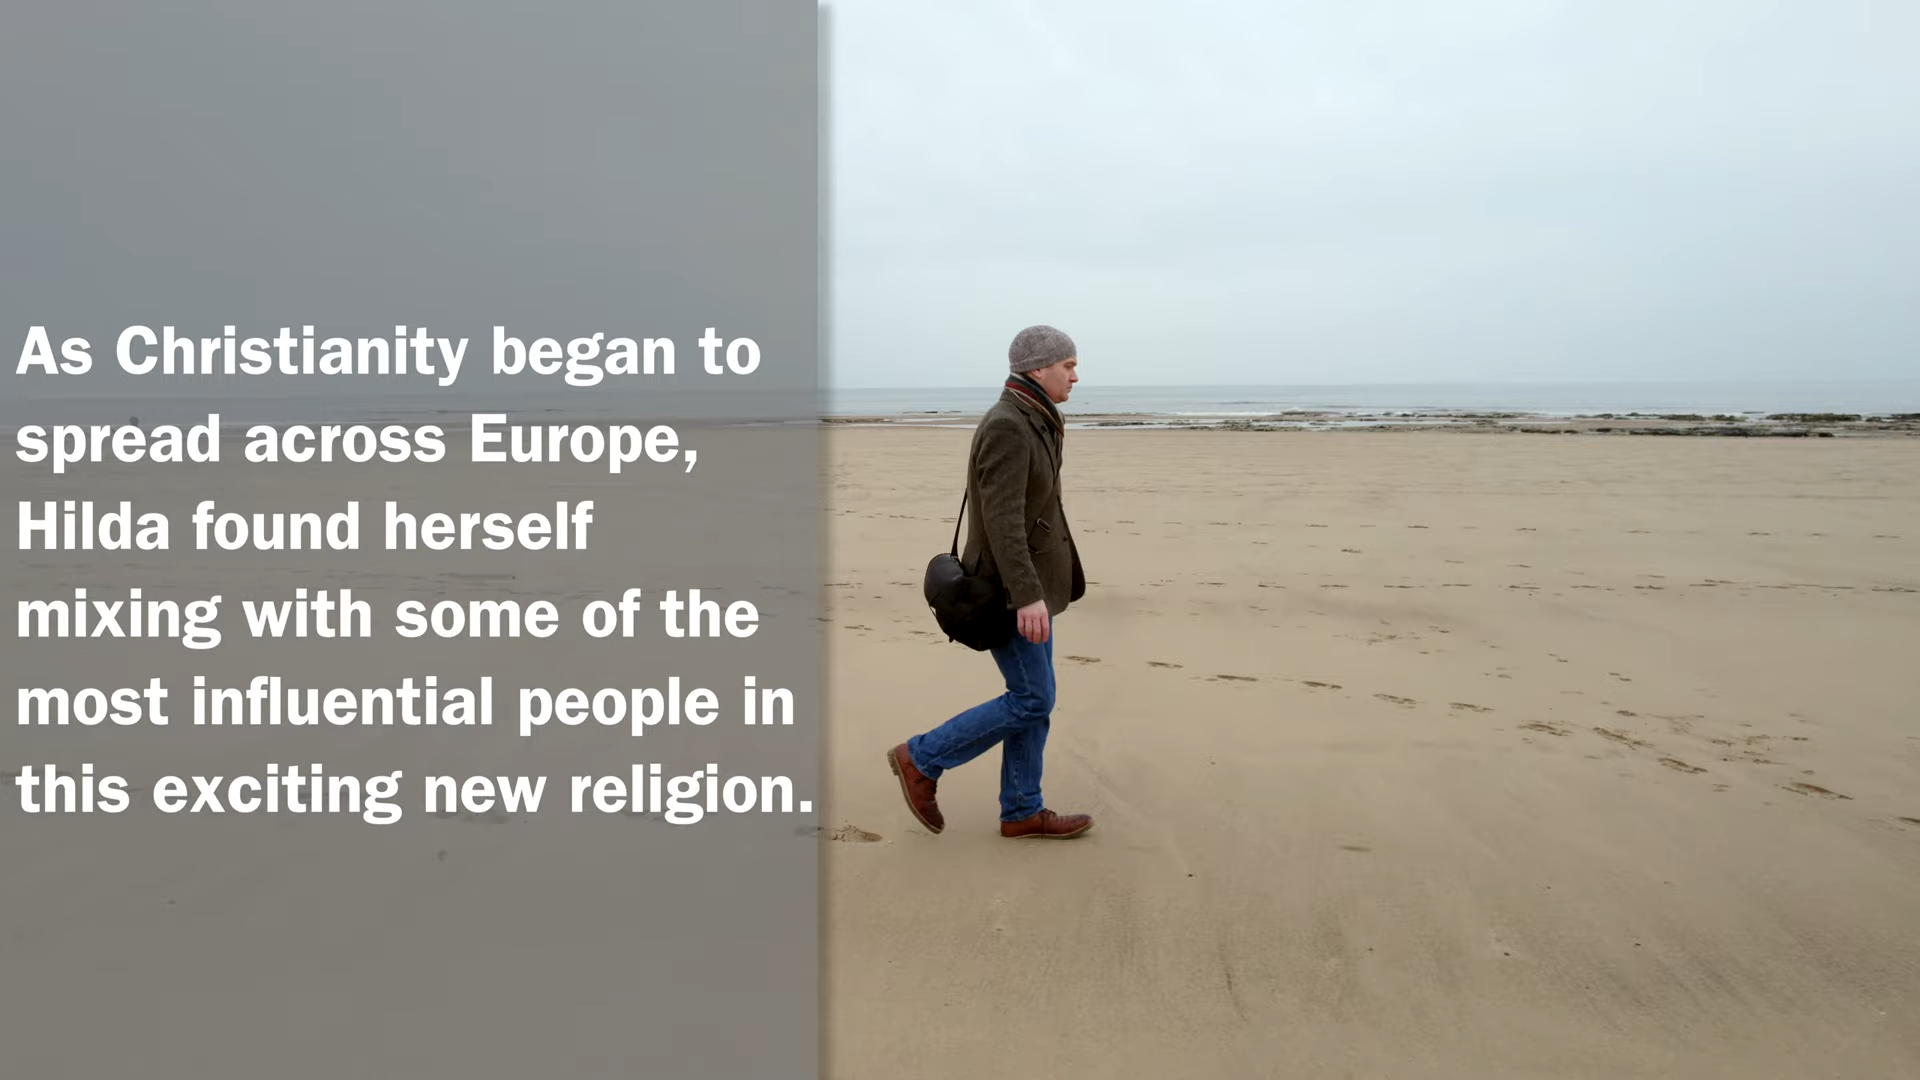 As Christianity began to
spread across Europe,
Hilda found herself
mixing with some of the
most influential people in
this exciting new religion.